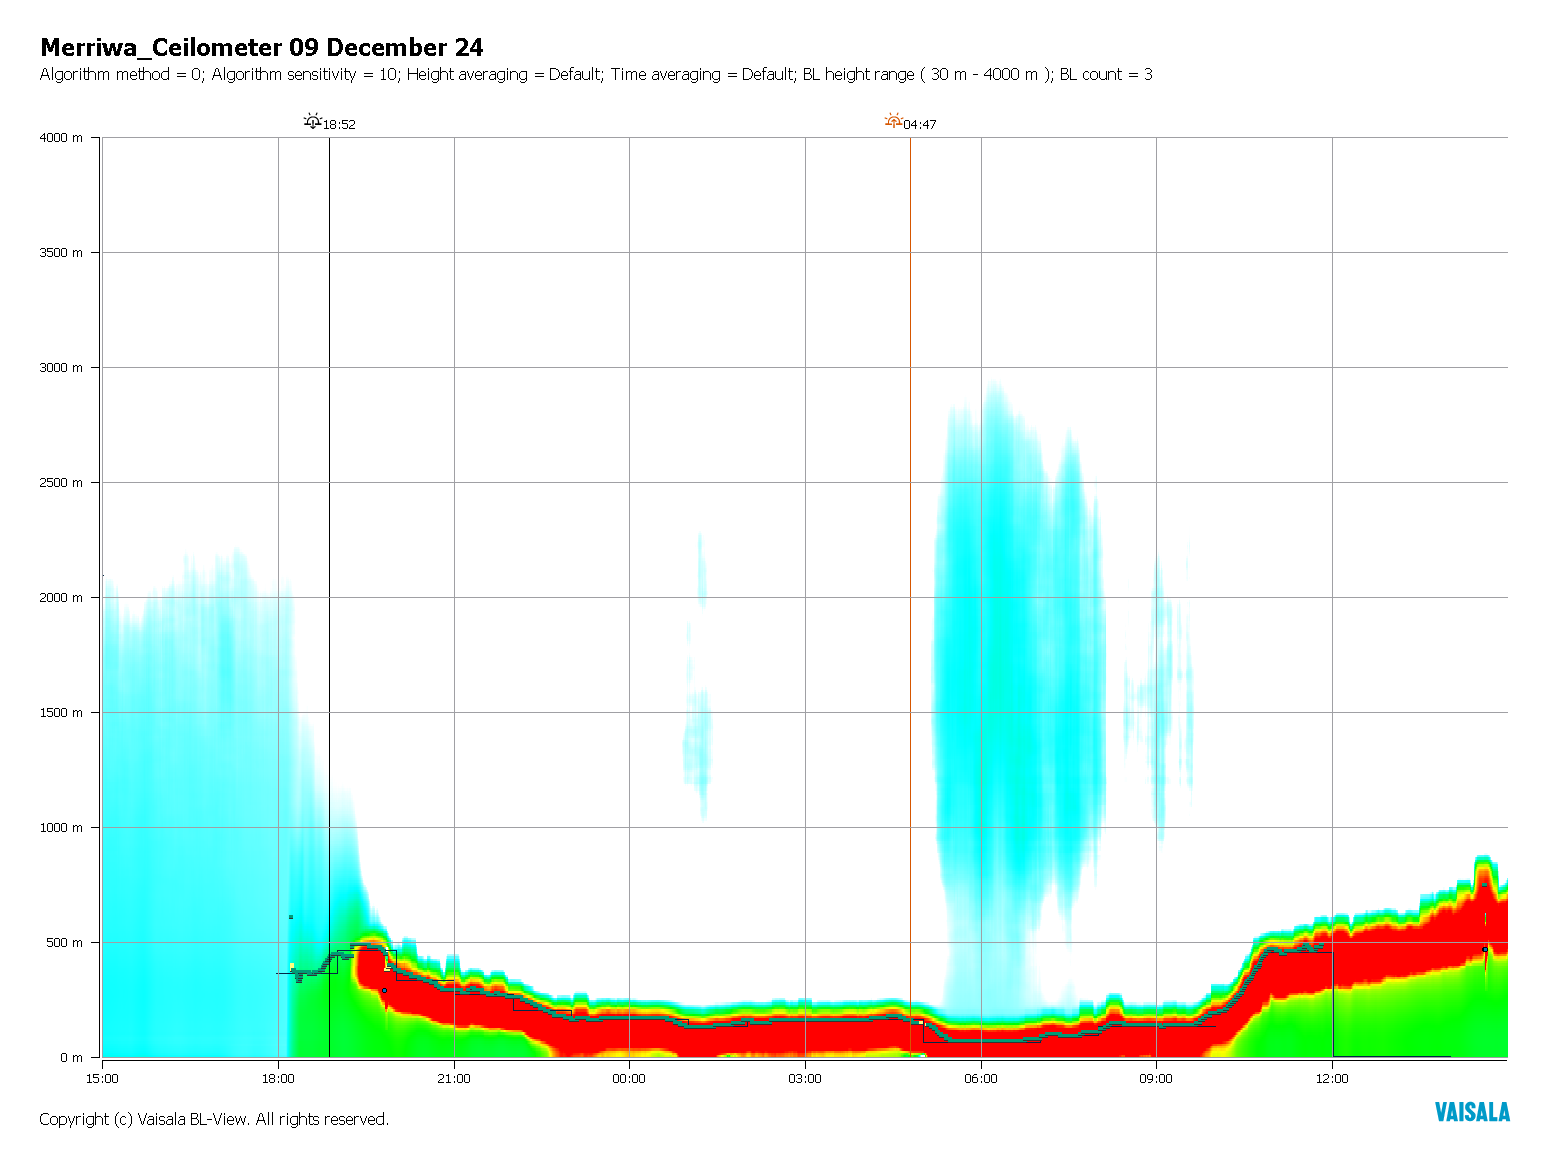 Merriwa_Ceilometer 09 December 24
Algorithm method = 0; Algorithm sensitivity = 10; Height averaging = Default; Time averaging = Default; BL height range ( 30 m - 4000 m ); BL count = 3
18:52
04:47
4000 m
3500 m
3000 m
2500 m
2000 m
1500 m
1000 m
500 m
0 m
15:00 18:00 21:00 00:00 03:00 06:00 09:00 12:00
Copyright (c) Vaisala BL-View. All rights reserved.
VAISALA